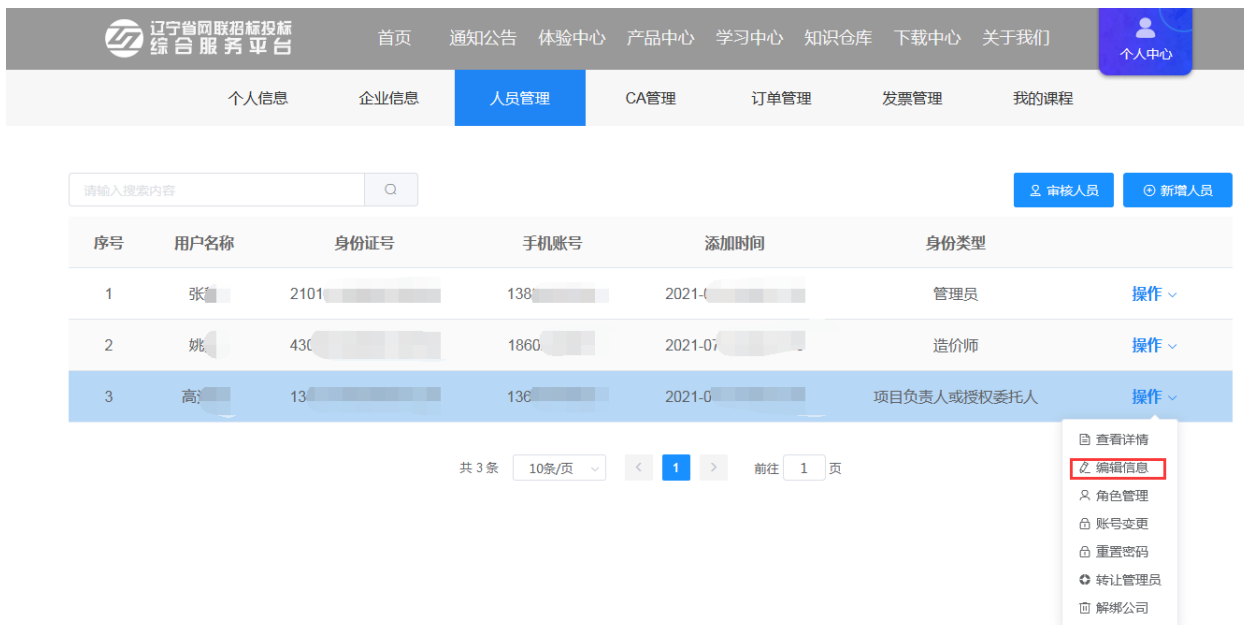 辽宁省网联招标投标
综合服务平台
首页 通知公告 体验中心 产品中心 学习中心 知识仓库 下载中心 关于我们 个人中心
个人信息 企业信息 人员管理 CA管理 订单管理 发票管理 我的课程
请输入搜索内容 审核人员 新增人员
序号 用户名称 身份证号 手机账号 添加时间 身份类型
1 张 2101 138 2021- 管理员 操作
2 姚 430 1860 2021-07 造价师 操作
3 高 13 136 2021-0 项目负责人或授权委托人 操作
查看详情
共 3 条 10条/页 < 1 > 前往 1 页
编辑信息
角色管理
账号变更
重置密码
转让管理员
解绑公司